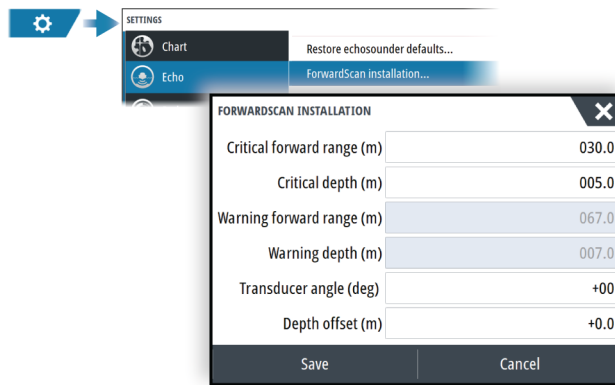 SETTINGS
Chart
Restore echosounder defaults...
Echo
ForwardScan installation...
FORWARDSCAN INSTALLATION
Critical forward range (m) 030.0
Critical depth (m) 005.0
Warning forward range (m) 067.0
Warning depth (m) 007.0
Transducer angle (deg) +00
Depth offset (m) +0.0
Save Cancel